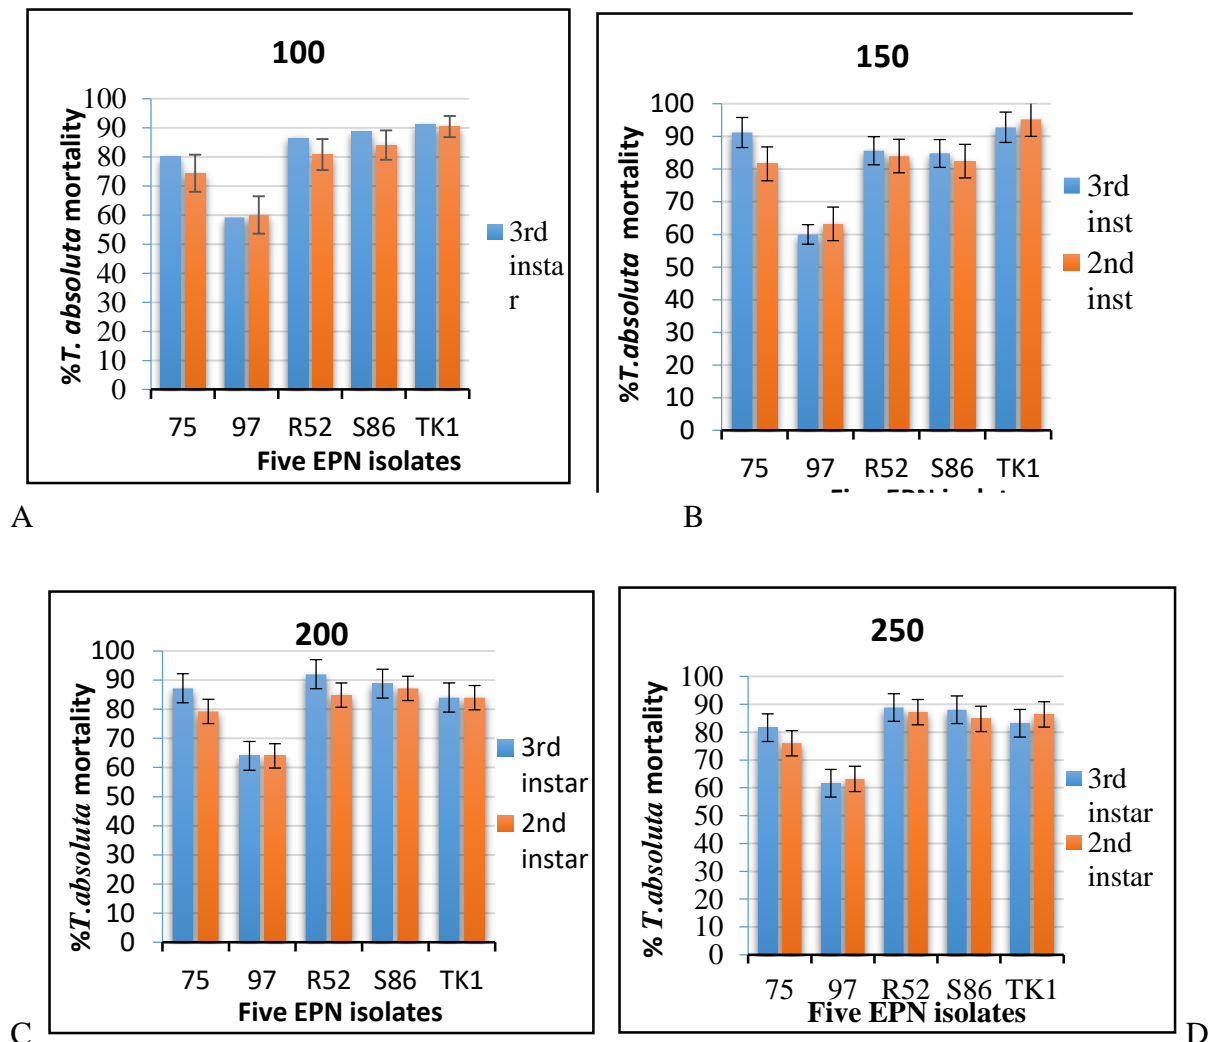 100
%T. absoluta mortality
100
90
80
70
60
50
40
30
20
10
0
75 97 R52 S86 TK1
Five EPN isolates
3rd
insta
r
A
150
%T.absoluta mortality
100
90
80
70
60
50
40
30
20
10
0
75 97 R52 S86 TK1
3rd
inst
2nd
inst
B
200
%T.absoluta mortality
100
90
80
70
60
50
40
30
20
10
0
75 97 R52 S86 TK1
Five EPN isolates
3rd
instar
2nd
instar
C
250
% T.absoluta mortality
100
90
80
70
60
50
40
30
20
10
0
75 97 R52 S86 TK1
Five EPN isolates
3rd
instar
2nd
instar
D